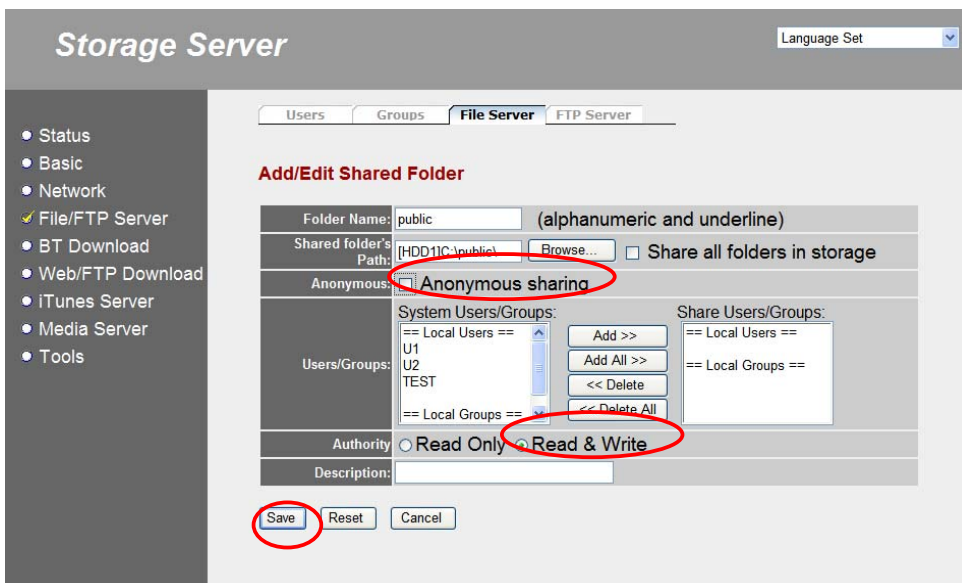 Storage Server
Language Set
Users Groups File Server FTP Server
Status
Basic
Network
File/FTP Server
BT Download
Web/FTP Download
iTunes Server
Media Server
Tools
Add/Edit Shared Folder
Folder Name: public (alphanumeric and underline)
Shared folder's
Path: [HDD1]C:\public\ Browse... Share all folders in storage
Anonymous: Anonymous sharing
System Users/Groups: Share Users/Groups:
Users/Groups:
== Local Users ==
U1
U2
TEST
== Local Groups ==
Add >>
Add All >>
<< Delete
<< Delete All
== Local Users ==
== Local Groups ==
Authority Read Only Read & Write
Description:
Save Reset Cancel